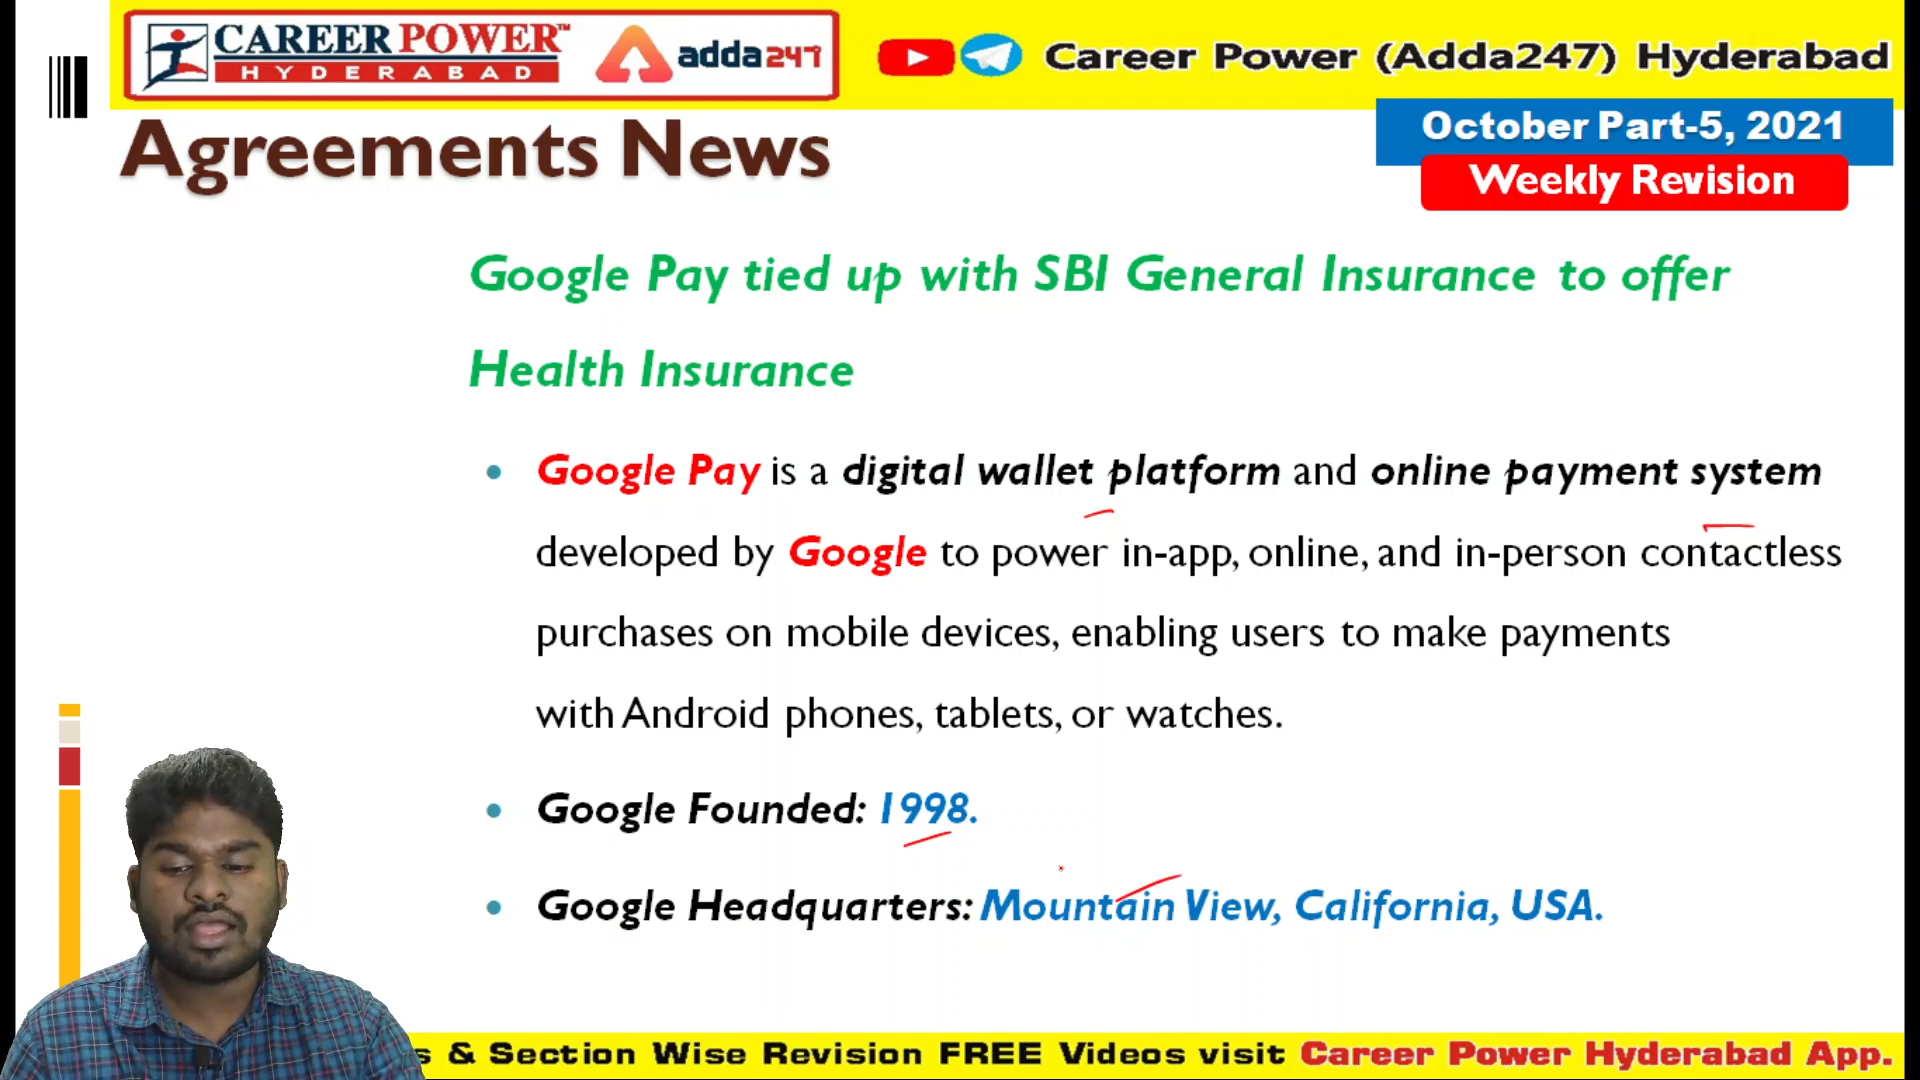 CAREER POWER™
HYDERABAD
adda247
Career Power (Adda247) Hyderabad
Agreements News
October Part-5, 2021
Weekly Revision
Google Pay tied up with SBI General Insurance to offer
Health Insurance
• Google Pay is a digital wallet platform and online payment system
developed by Google to power in-app, online, and in-person contactless
purchases on mobile devices, enabling users to make payments
with Android phones, tablets, or watches.
• Google Founded: 1998.
• Google Headquarters: Mountain View, California, USA.
s & Section Wise Revision FREE Videos visit Career Power Hyderabad App.